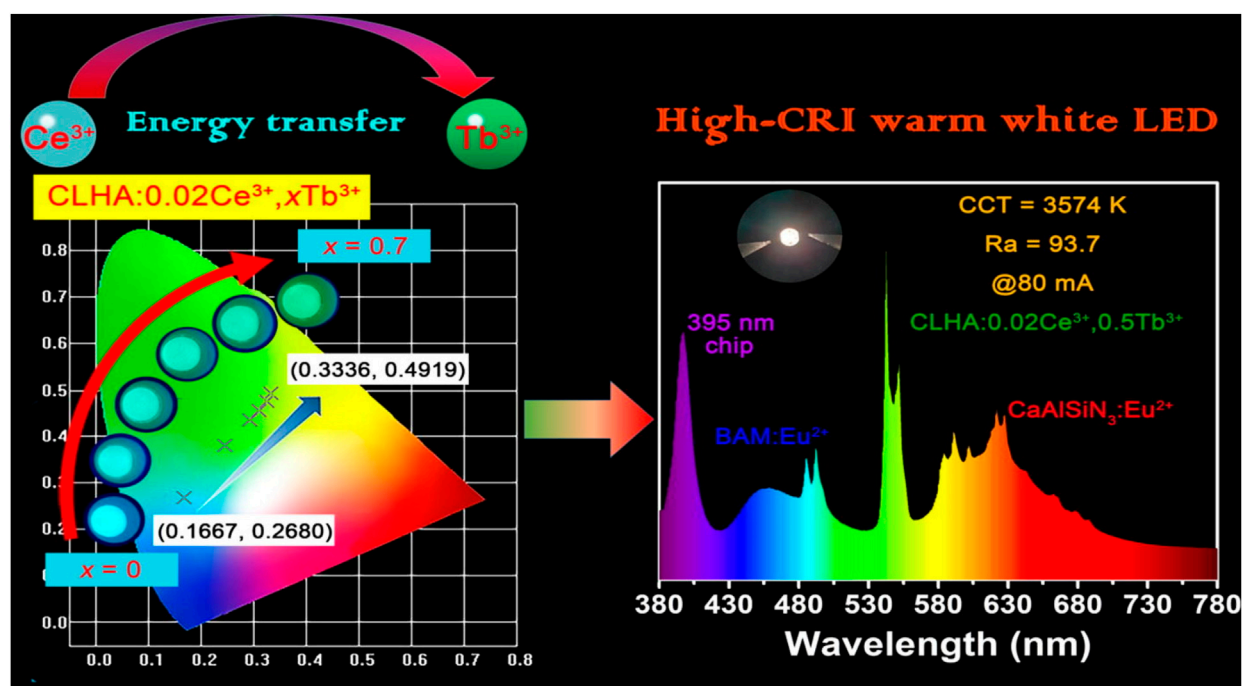 Ce³⁺
Energy transfer
Tb³⁺
CLHA:0.02Ce³⁺,xTb³⁺
x = 0.7
0.8
0.7
0.6
0.5
0.4
0.3
0.2
0.0
(0.3336, 0.4919)
(0.1667, 0.2680)
x = 0
0.0 0.1 0.2 0.3 0.4 0.5 0.6 0.7 0.8
High-CRI warm white LED
CCT = 3574 K
Ra = 93.7
@80 mA
CLHA:0.02Ce³⁺,0.5Tb³⁺
395 nm
chip
BAM:Eu²⁺
CaAlSiN₃:Eu²⁺
380 430 480 530 580 630 680 730 780
Wavelength (nm)